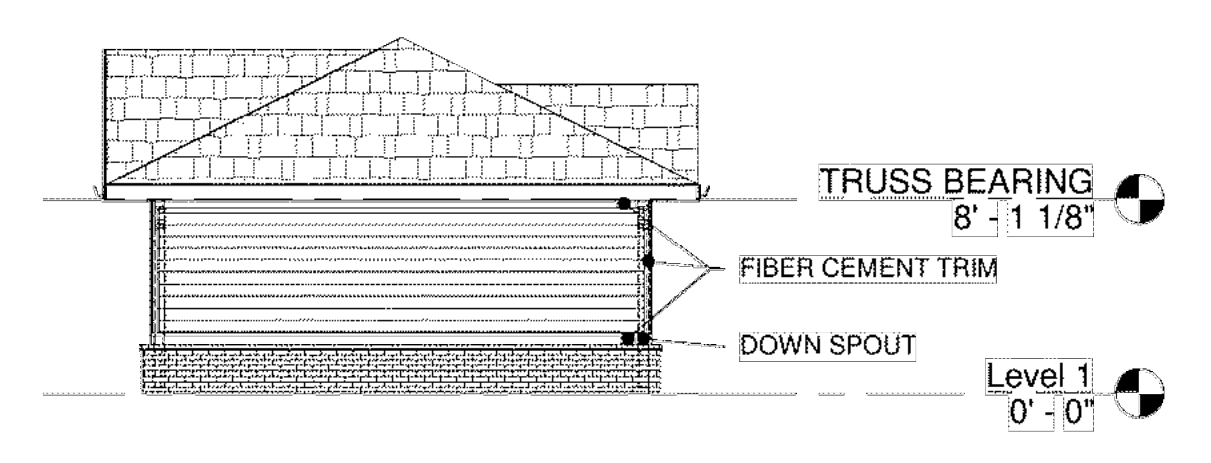 TRUSS BEARING
8' - 1 1/8"
FIBER CEMENT TRIM
DOWN SPOUT
Level 1
0' - 0"